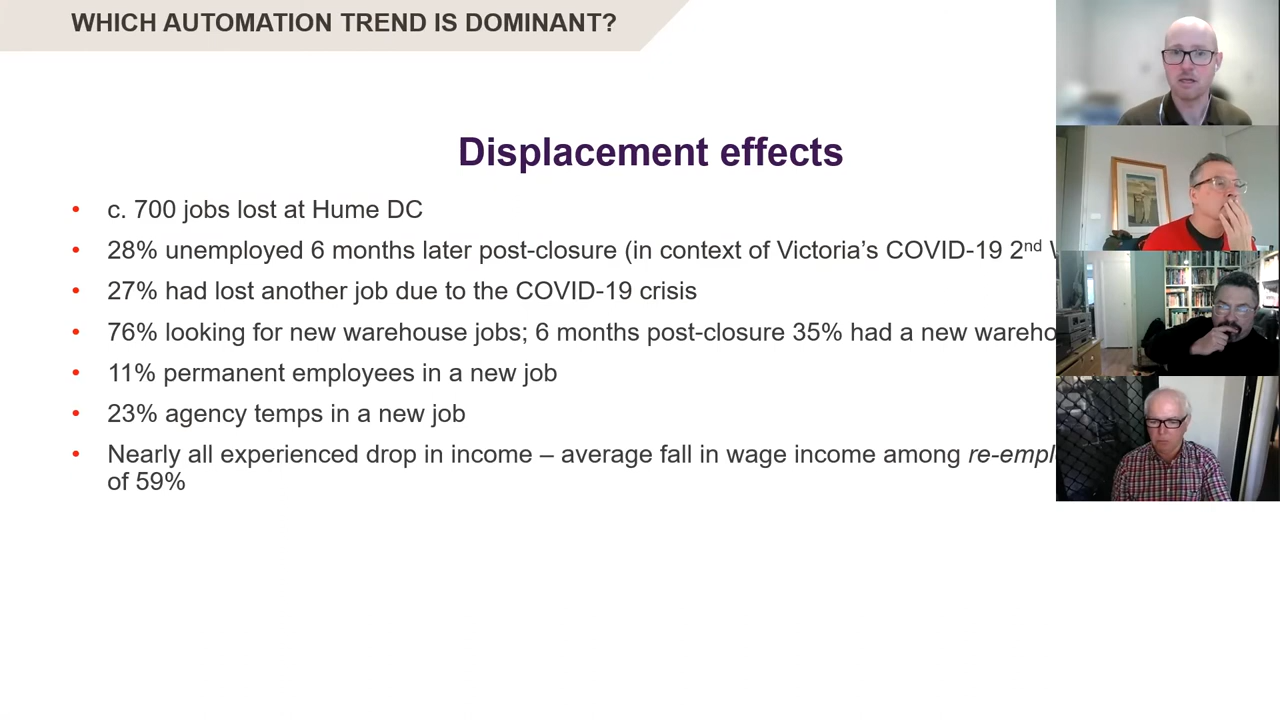 WHICH AUTOMATION TREND IS DOMINANT?
Displacement effects
• c. 700 jobs lost at Hume DC
• 28% unemployed 6 months later post-closure (in context of Victoria’s COVID-19 2nd
• 27% had lost another job due to the COVID-19 crisis
• 76% looking for new warehouse jobs; 6 months post-closure 35% had a new
• 11% permanent employees in a new job
• 23% agency temps in a new job
• Nearly all experienced drop in income – average fall in wage income among
of 59%